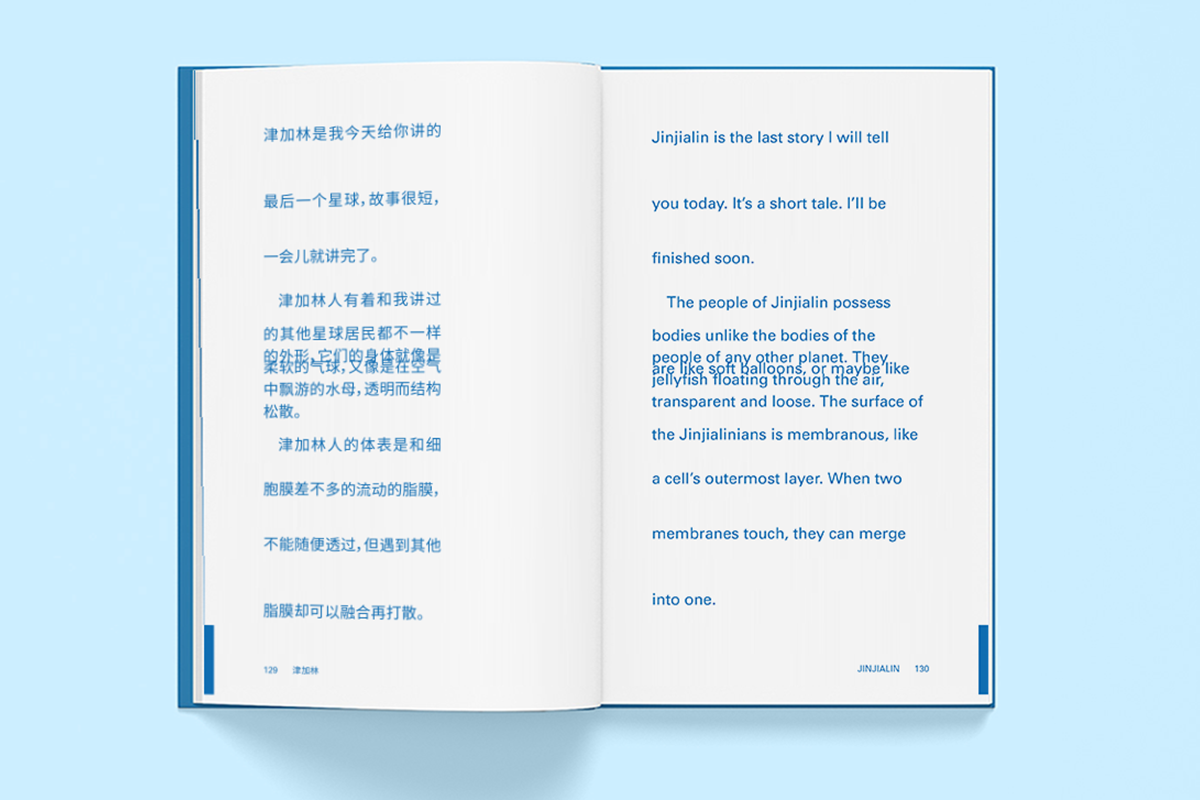 津加林是我今天给你讲的
最后一个星球，故事很短，
一会儿就讲完了。
津加林人有着和我讲过
的其他星球居民都不一样
的外形，它们的身体就像是
柔软的气球，又像是在空气
中飘游的水母，透明而结构
松散。
津加林人的体表是和细
胞膜差不多的流动的脂膜，
不能随便透过，但遇到其他
脂膜却可以融合再打散。
129 津加林
Jinjialin is the last story I will tell
you today. It’s a short tale. I’ll be
finished soon.
The people of Jinjialin possess
bodies unlike the bodies of the
people of any other planet. They
are like soft balloons, or maybe like
jellyfish floating through the air,
transparent and loose. The surface of
the Jinjialinians is membranous, like
a cell’s outermost layer. When two
membranes touch, they can merge
into one.
JINJIALIN 130